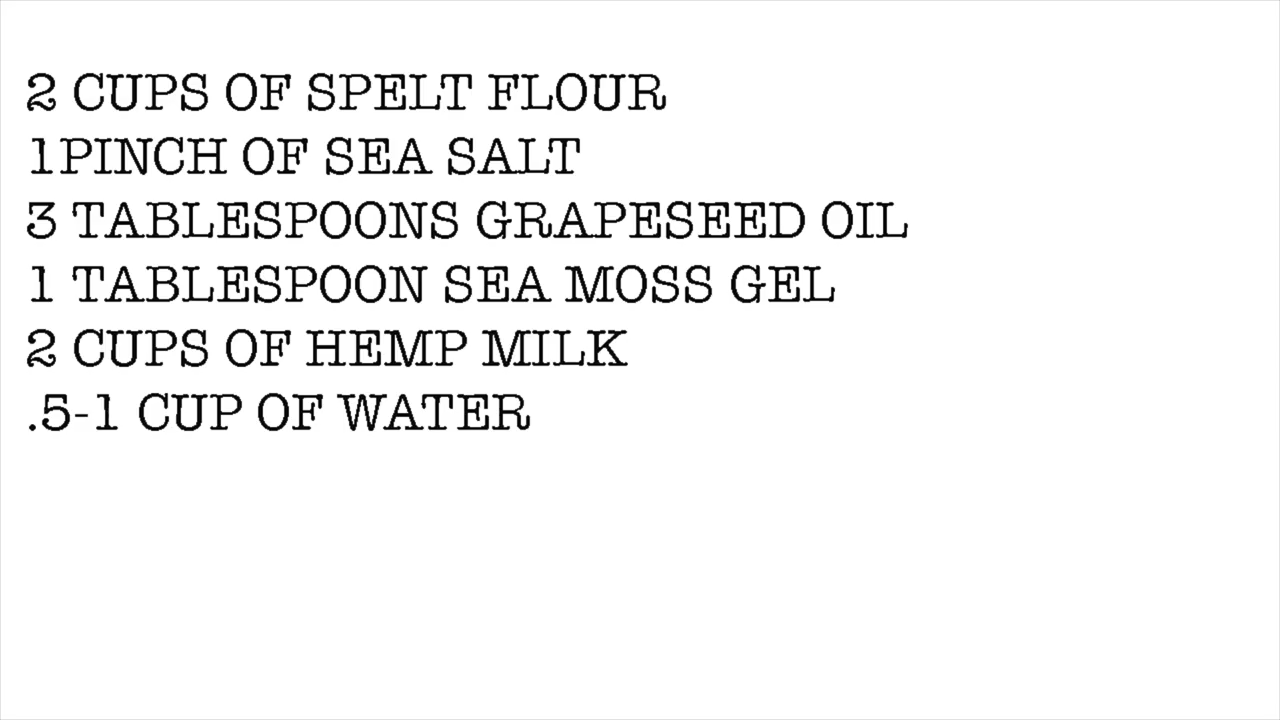 2 CUPS OF SPELT FLOUR
1PINCH OF SEA SALT
3 TABLESPOONS GRAPESEED OIL
1 TABLESPOON SEA MOSS GEL
2 CUPS OF HEMP MILK
.5-1 CUP OF WATER